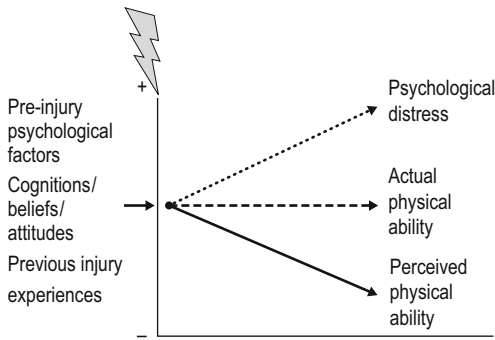 +
Pre-injury
psychological
factors
Cognitions/
beliefs/
attitudes
Previous injury
experiences
–
Psychological
distress
Actual
physical
ability
Perceived
physical
ability